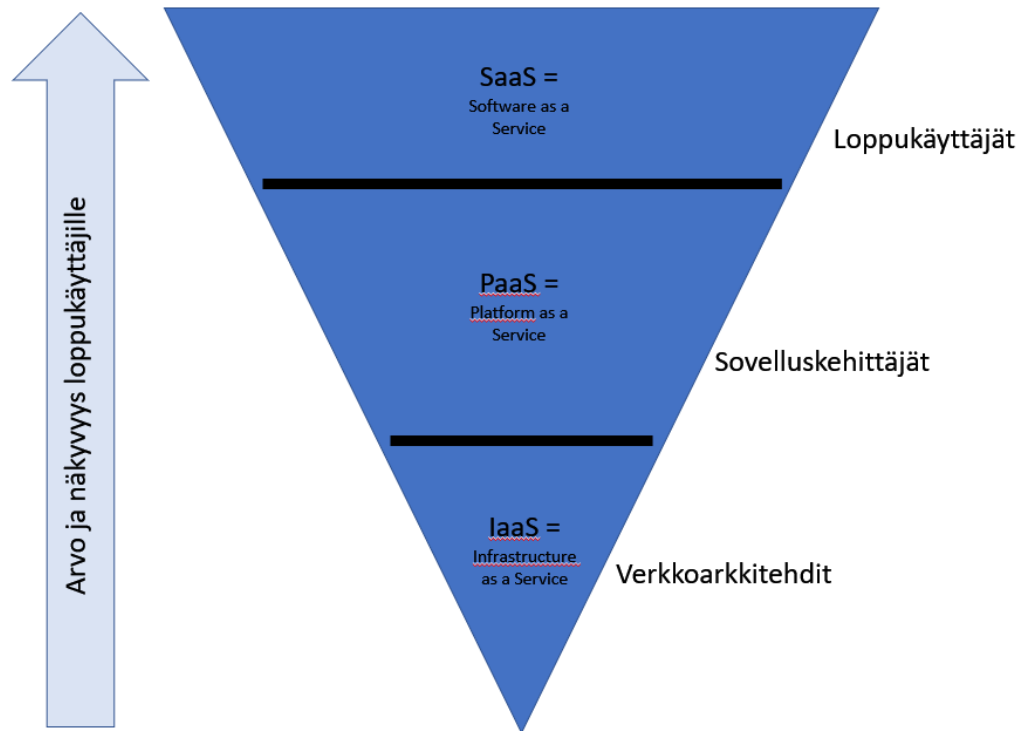 SaaS =
Software as a
Service
Loppukäyttäjät
Arvo ja näkyvyys loppukäyttäjille
PaaS =
Platform as a
Service
Sovelluskehittäjät
IaaS =
Infrastructure
as a Service
Verkkoarkkitehdit